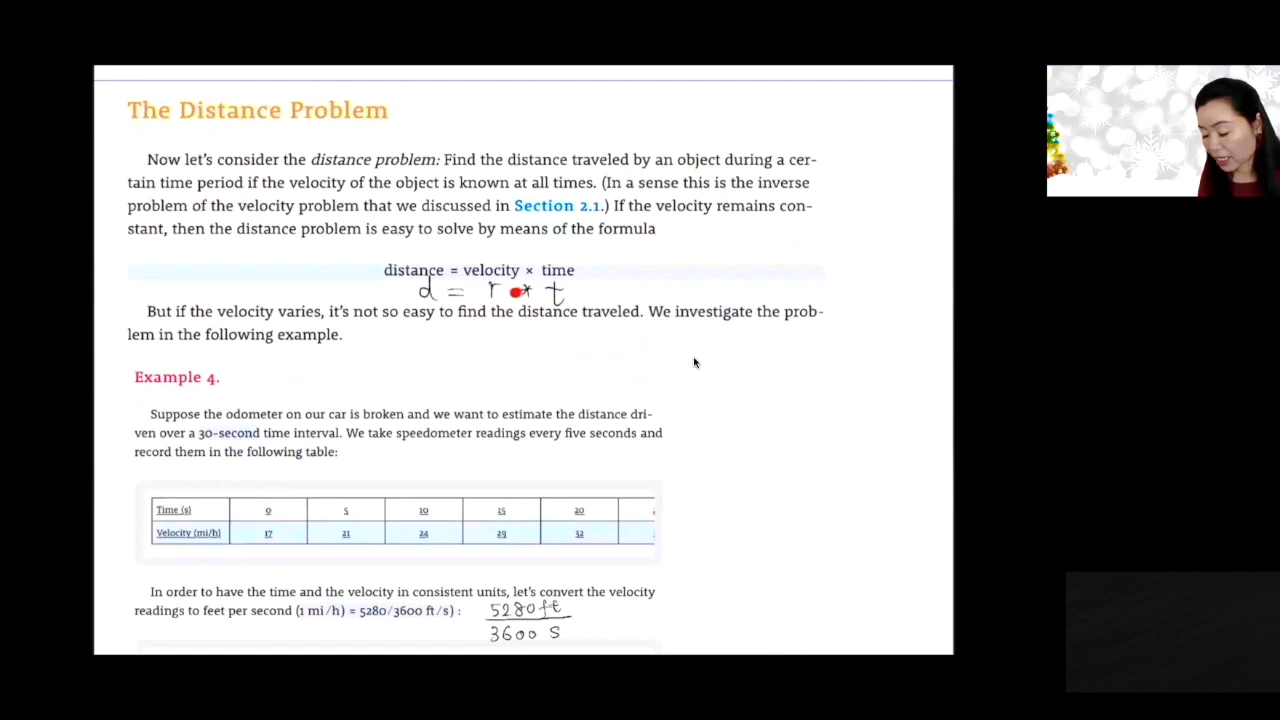 The Distance Problem
Now let's consider the distance problem: Find the distance traveled by an object during a cer-
tain time period if the velocity of the object is known at all times. (In a sense this is the inverse
problem of the velocity problem that we discussed in Section 2.1.) If the velocity remains con-
stant, then the distance problem is easy to solve by means of the formula
distance = velocity × time
d = r * t
But if the velocity varies, it's not so easy to find the distance traveled. We investigate the prob-
lem in the following example.
Example 4.
Suppose the odometer on our car is broken and we want to estimate the distance dri-
ven over a 30-second time interval. We take speedometer readings every five seconds and
record them in the following table:
Time (s) 0 5 10 15 20
Velocity (mi/h) 17 21 24 29 32
In order to have the time and the velocity in consistent units, let's convert the velocity
readings to feet per second (1 mi/h = 5280/3600 ft/s) :
5280 ft
3600 s